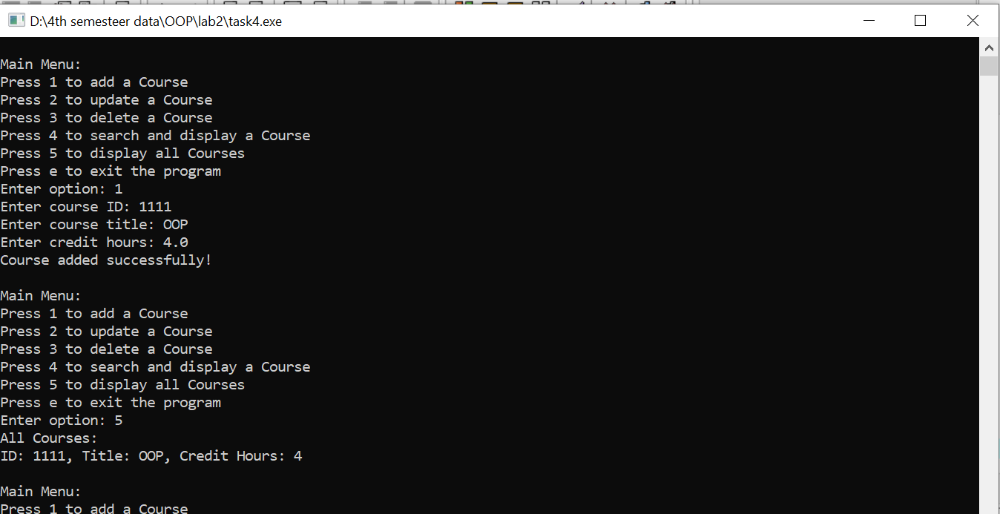 D:\4th semesteer data\OOP\lab2\task4.exe
Main Menu:
Press 1 to add a Course
Press 2 to update a Course
Press 3 to delete a Course
Press 4 to search and display a Course
Press 5 to display all Courses
Press e to exit the program
Enter option: 1
Enter course ID: 1111
Enter course title: OOP
Enter credit hours: 4.0
Course added successfully!
Main Menu:
Press 1 to add a Course
Press 2 to update a Course
Press 3 to delete a Course
Press 4 to search and display a Course
Press 5 to display all Courses
Press e to exit the program
Enter option: 5
All Courses:
ID: 1111, Title: OOP, Credit Hours: 4
Main Menu:
Press 1 to add a Course